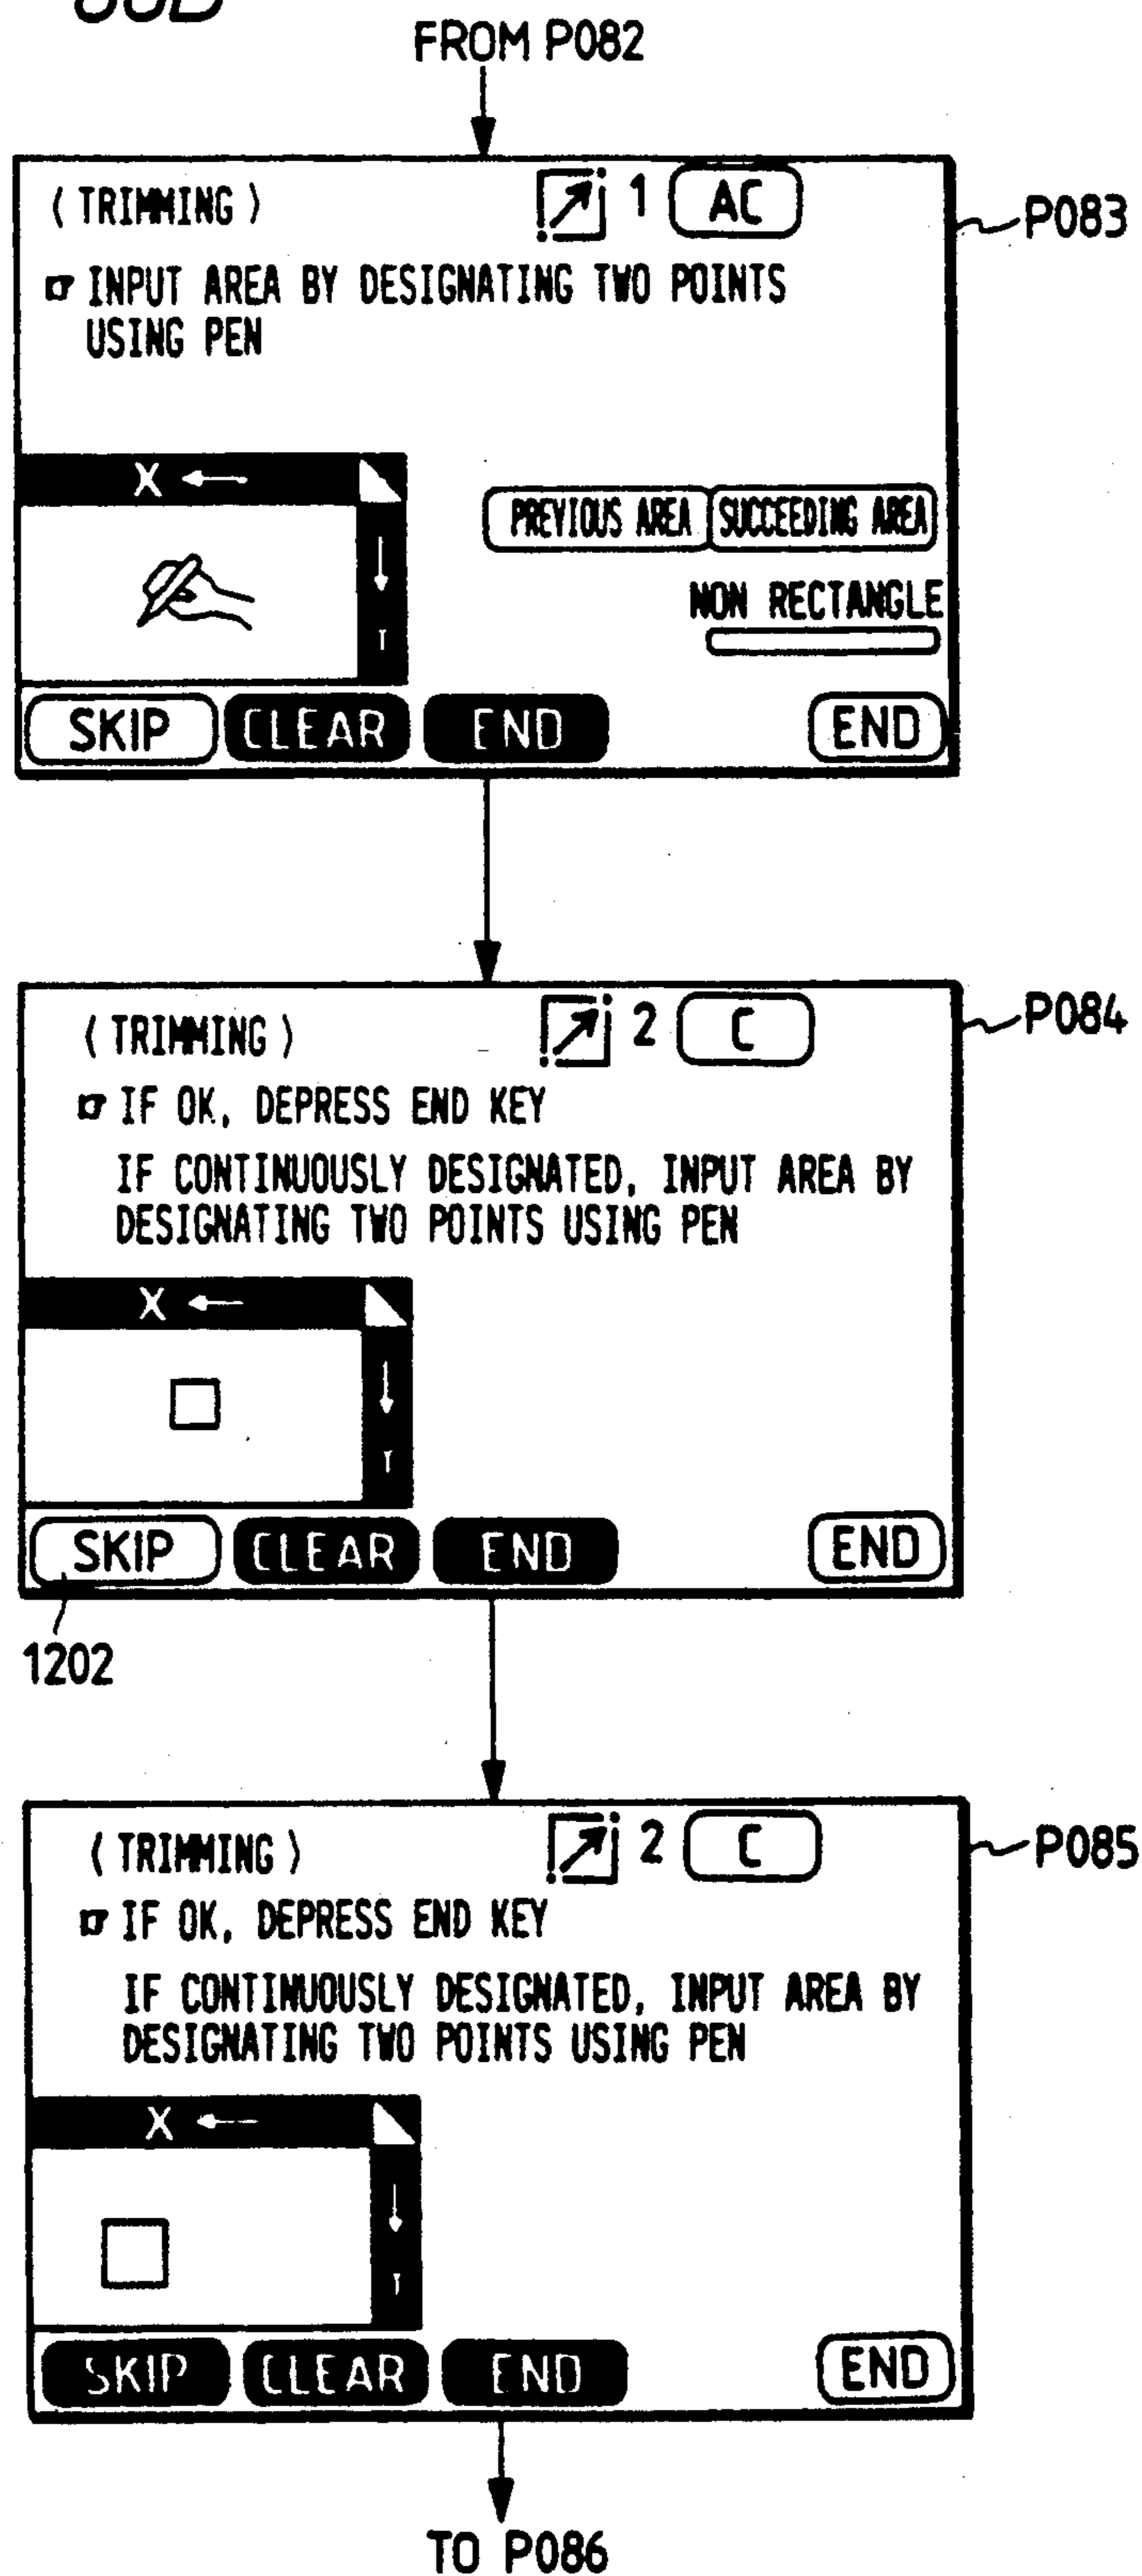 FROM P082
⟨ TRIMMING ⟩ 1 AC
P083
☞ INPUT AREA BY DESIGNATING TWO POINTS
USING PEN
X ←
PREVIOUS AREA SUCCEEDING AREA
NON RECTANGLE
SKIP CLEAR END END
⟨ TRIMMING ⟩ 2 C
P084
☞ IF OK, DEPRESS END KEY
IF CONTINUOUSLY DESIGNATED, INPUT AREA BY
DESIGNATING TWO POINTS USING PEN
X ←
SKIP CLEAR END END
1202
⟨ TRIMMING ⟩ 2 C
P085
☞ IF OK, DEPRESS END KEY
IF CONTINUOUSLY DESIGNATED, INPUT AREA BY
DESIGNATING TWO POINTS USING PEN
X ←
SKIP CLEAR END END
TO P086